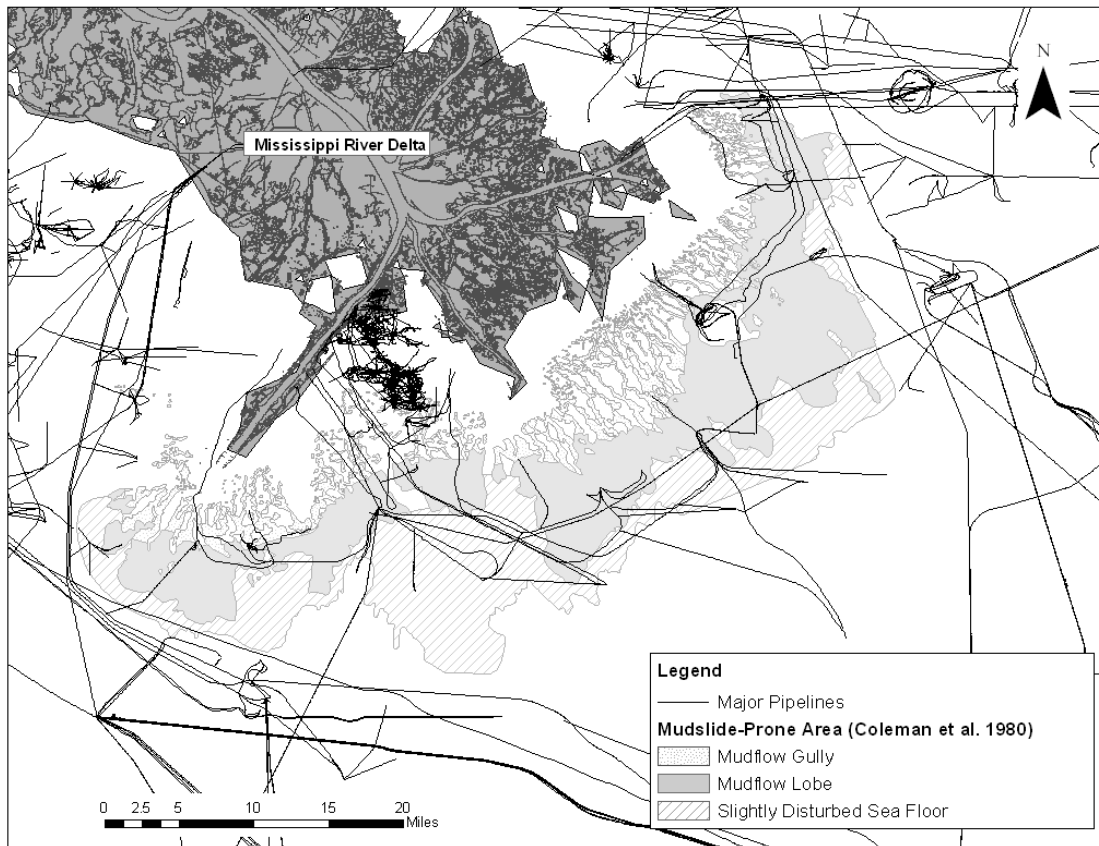 N
Mississippi River Delta
Legend
Major Pipelines
Mudslide-Prone Area (Coleman et al. 1980)
Mudflow Gully
Mudflow Lobe
Slightly Disturbed Sea Floor
0 2.5 5 10 15 20
Miles